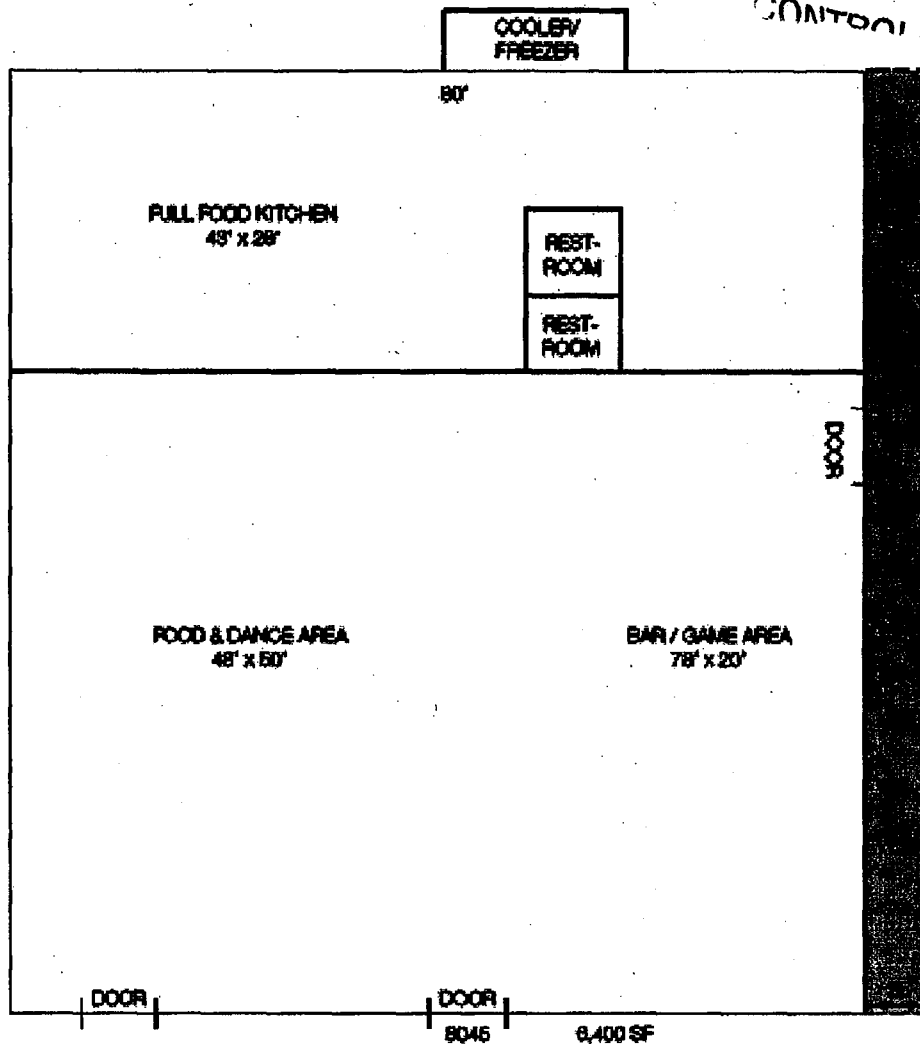 CONTROL
COOLER/
FREEZER
80'
FULL FOOD KITCHEN
43' x 28'
REST-
ROOM
REST-
ROOM
DOOR
FOOD & DANCE AREA
48' x 50'
BAR / GAME AREA
78' x 20'
DOOR
DOOR
8045
6,400 SF